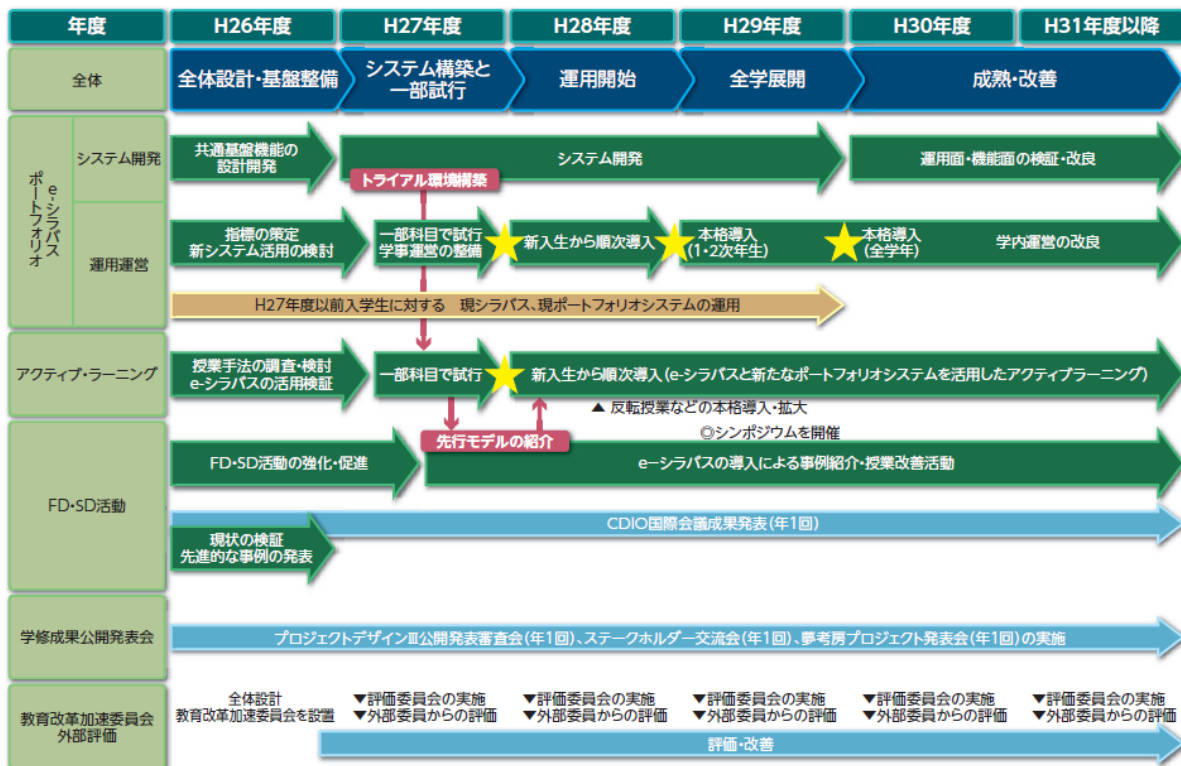 年度
H26年度
H27年度
H28年度
H29年度
H30年度
H31年度以降
全体
全体設計・基盤整備
システム構築と
一部試行
運用開始
全学展開
成熟・改善
e-シラバス
ポートフォリオ
システム開発
共通基盤機能の
設計開発
システム開発
運用面・機能面の検証・改良
トライアル環境構築
運用運営
指標の策定
新システム活用の検討
一部科目で試行
学事運営の整備
新入生から順次導入
本格導入
(1・2次年生)
本格導入
(全学年)
学内運営の改良
H27年度以前入学生に対する 現シラバス、現ポートフォリオシステムの運用
アクティブ・ラーニング
授業手法の調査・検討
e-シラバスの活用検証
一部科目で試行
新入生から順次導入(e-シラバスと新たなポートフォリオシステムを活用したアクティブラーニング)
▲ 反転授業などの本格導入・拡大
◎シンポジウムを開催
先行モデルの紹介
FD・SD活動
FD・SD活動の強化・促進
e-シラバスの導入による事例紹介・授業改善活動
CDIO国際会議成果発表(年1回)
現状の検証
先進的な事例の発表
学修成果公開発表会
プロジェクトデザインⅢ公開発表審査会(年1回)、ステークホルダー交流会(年1回)、夢考房プロジェクト発表会(年1回)の実施
教育改革加速委員会
外部評価
全体設計
教育改革加速委員会を設置
▼評価委員会の実施
▼外部委員からの評価
▼評価委員会の実施
▼外部委員からの評価
▼評価委員会の実施
▼外部委員からの評価
▼評価委員会の実施
▼外部委員からの評価
▼評価委員会の実施
▼外部委員からの評価
評価・改善